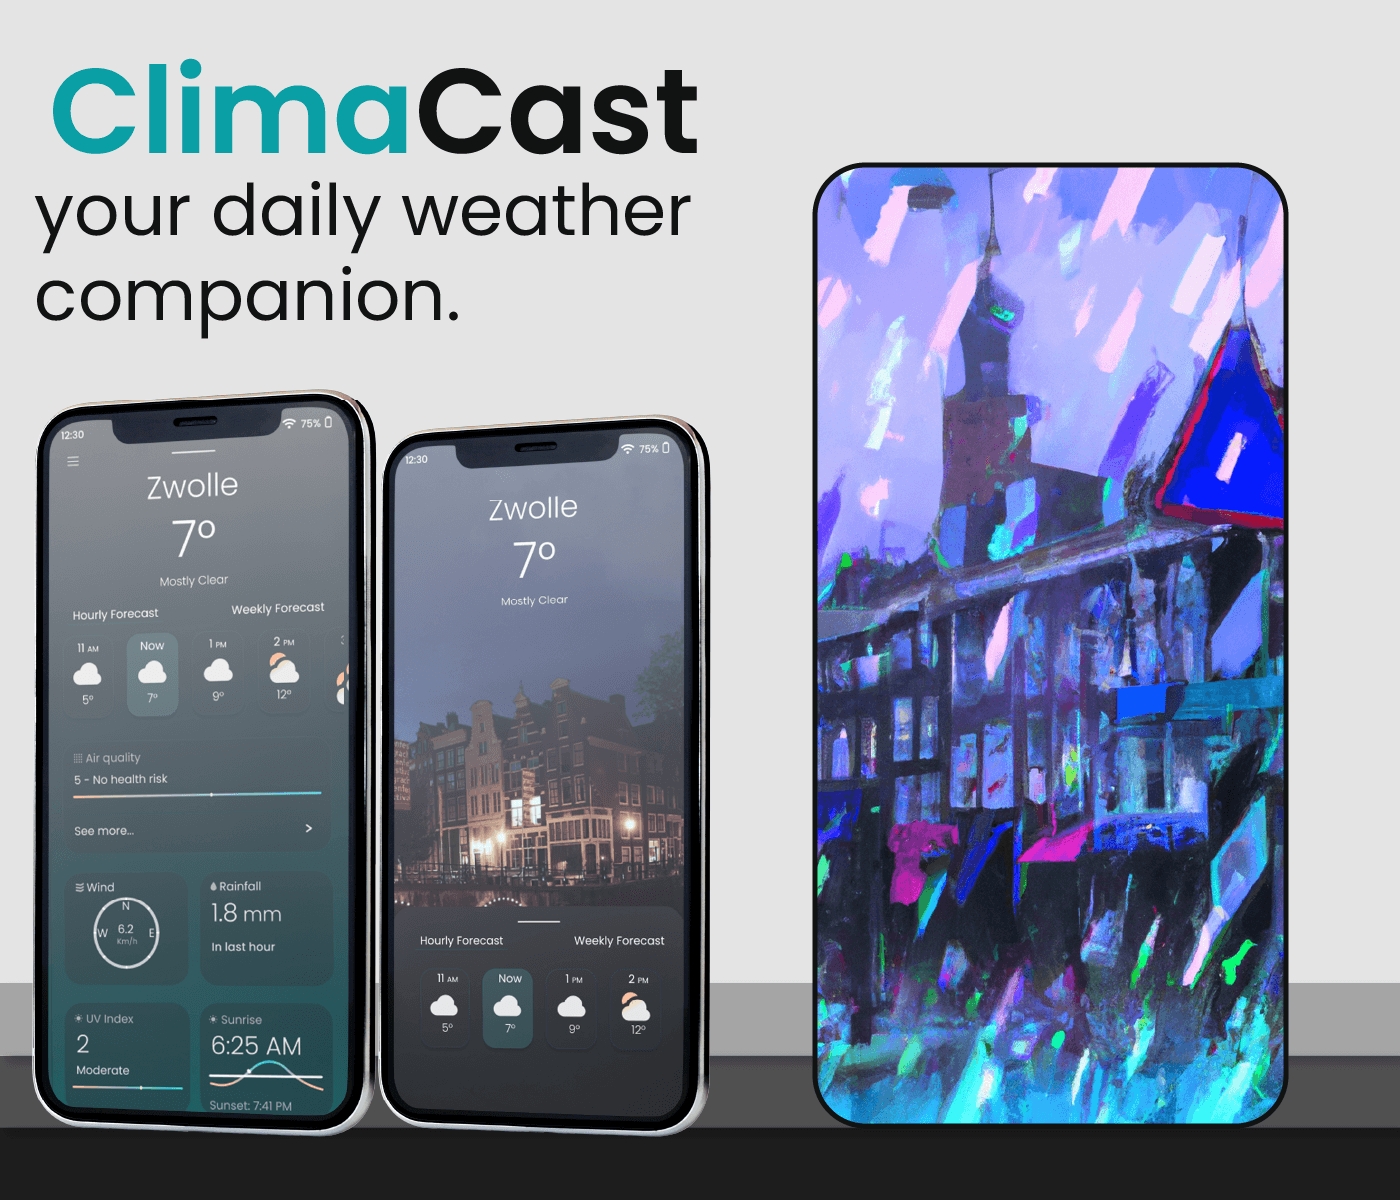 ClimaCast
your daily weather
companion.
12:30
75%
Zwolle
7°
Mostly Clear
Hourly Forecast Weekly Forecast
11 AM Now 1 PM 2 PM
5° 7° 9° 12°
Air quality
5 - No health risk
See more... >
Wind
N
W 6.2 E
Km/h
Rainfall
1.8 mm
In last hour
UV Index
2
Moderate
Sunrise
6:25 AM
Sunset: 7:41 PM
12:30
75%
Zwolle
7°
Mostly Clear
Hourly Forecast Weekly Forecast
11 AM Now 1 PM 2 PM
5° 7° 9° 12°